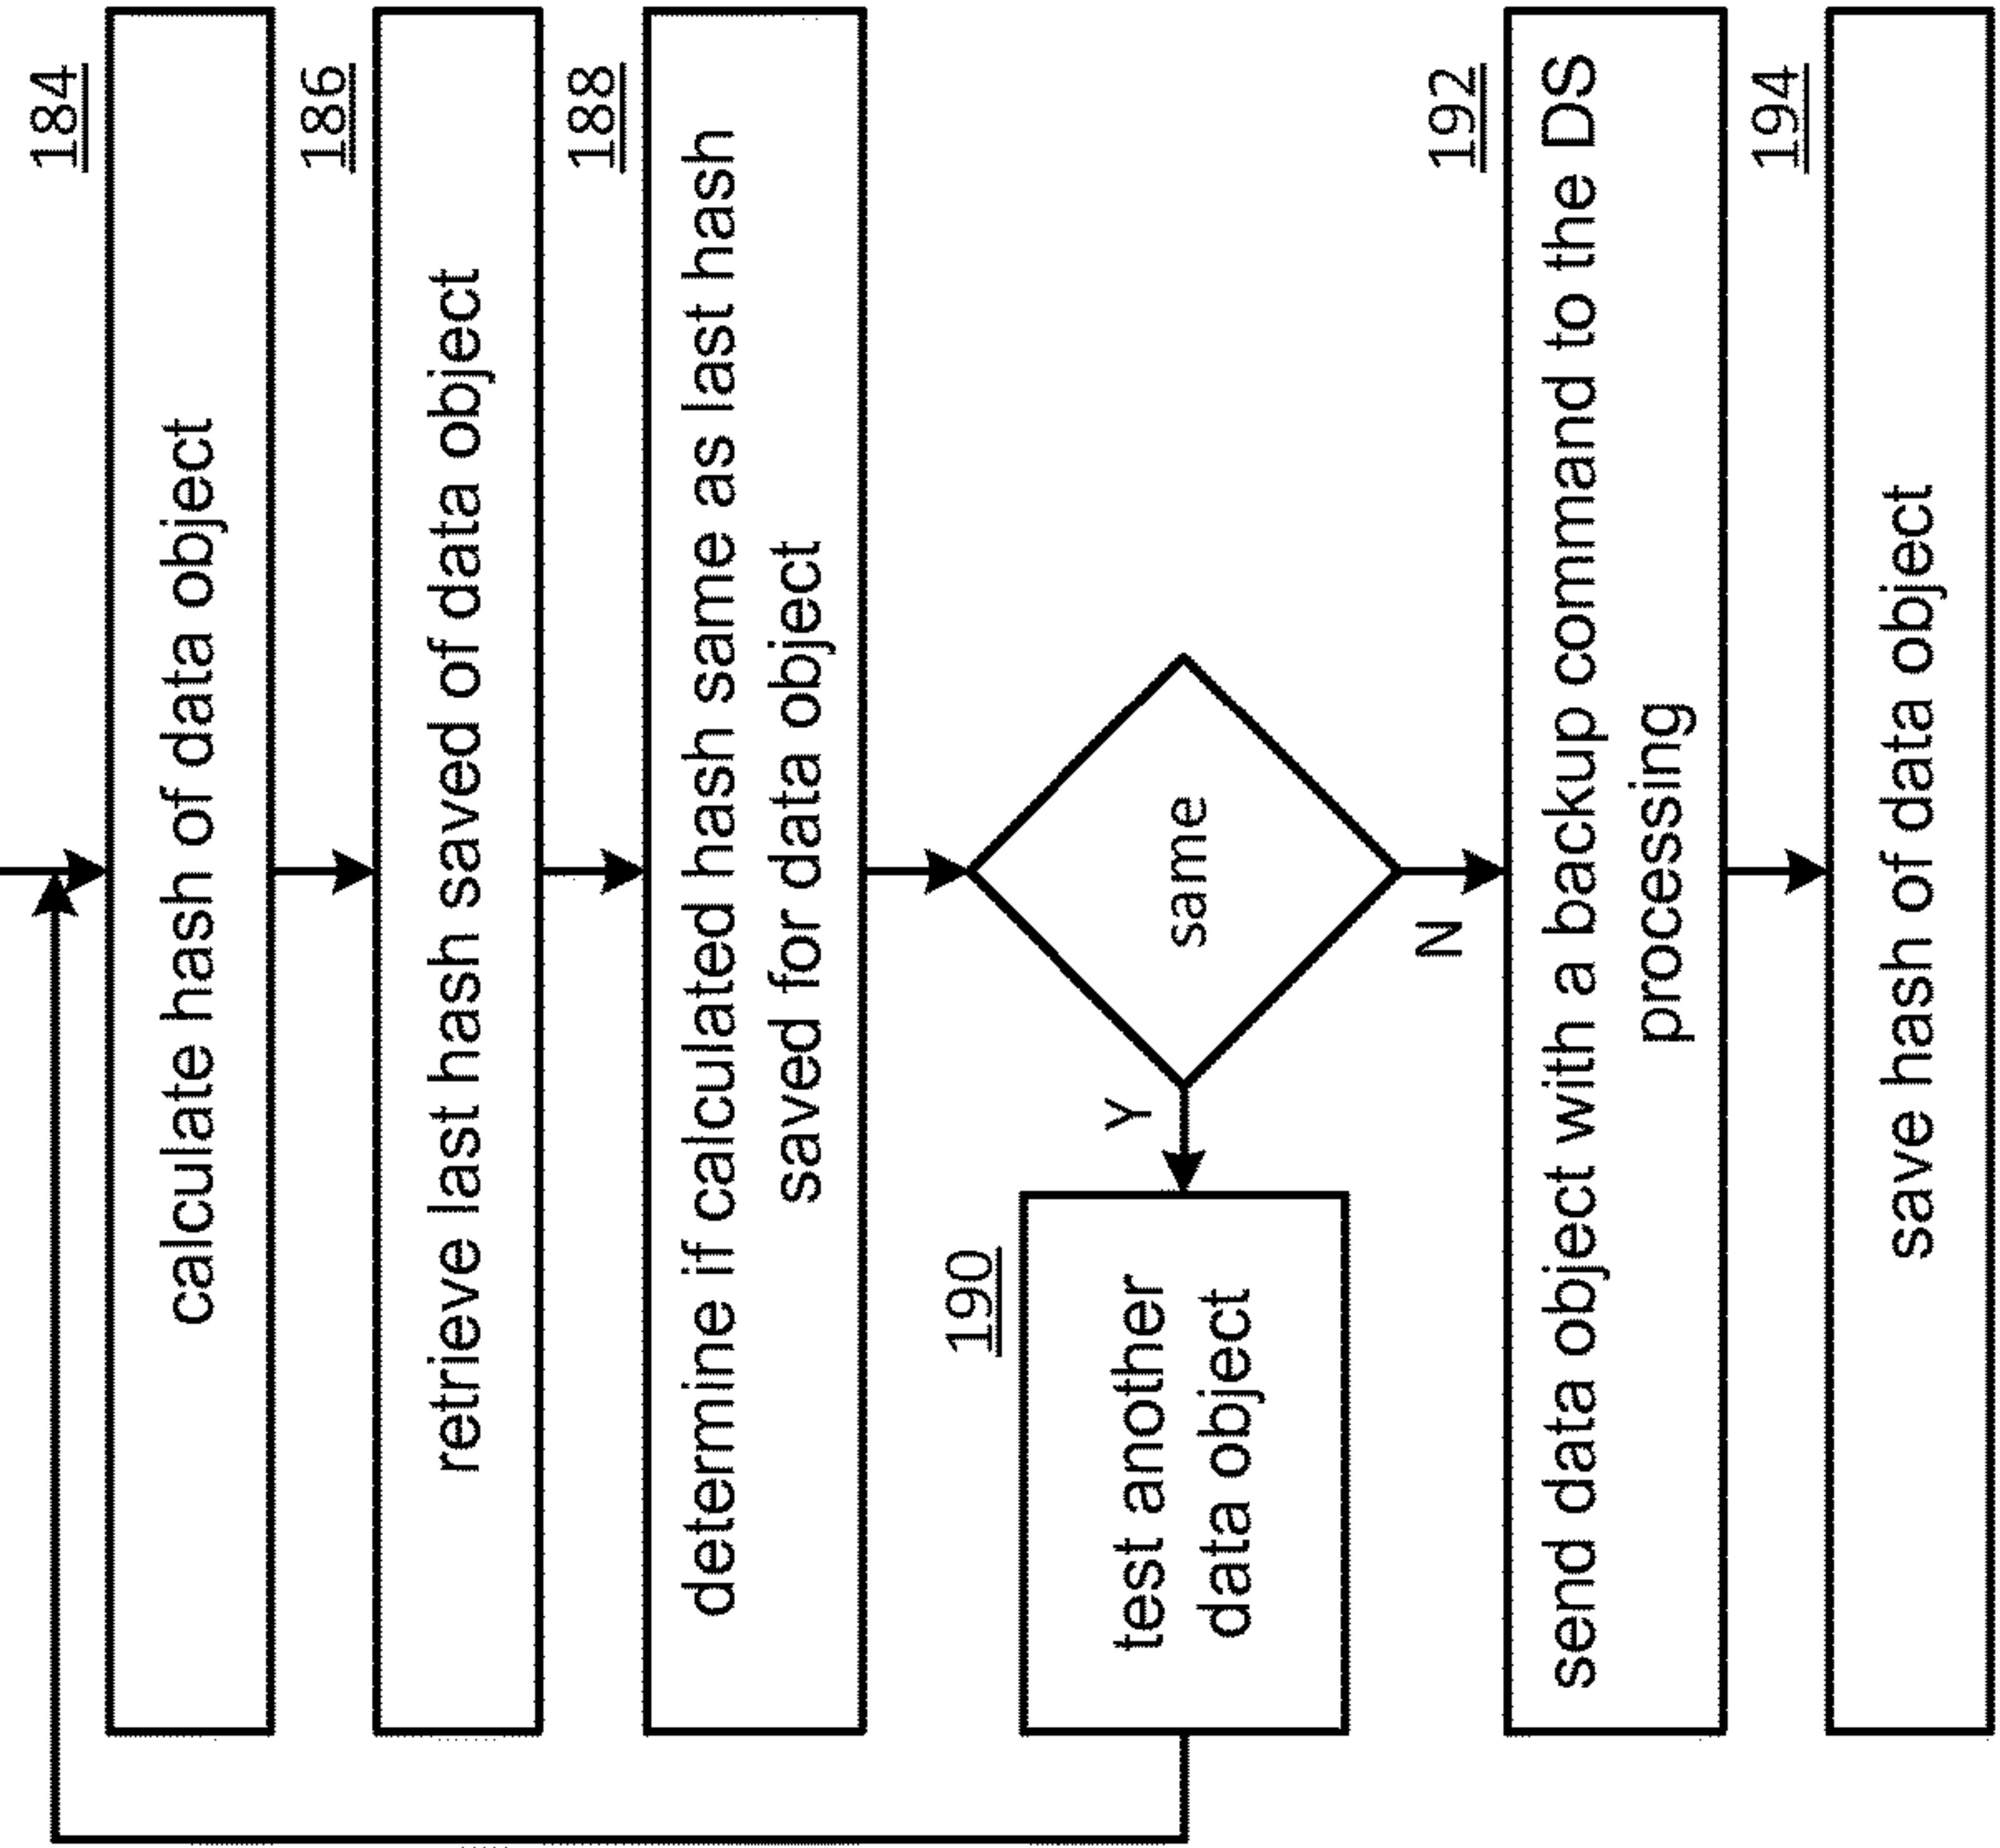 184
calculate hash of data object
186
retrieve last hash saved of data object
188
determine if calculated hash same as last hash
saved for data object
same
Y
N
190
test another
data object
192
send data object with a backup command to the DS
processing
194
save hash of data object